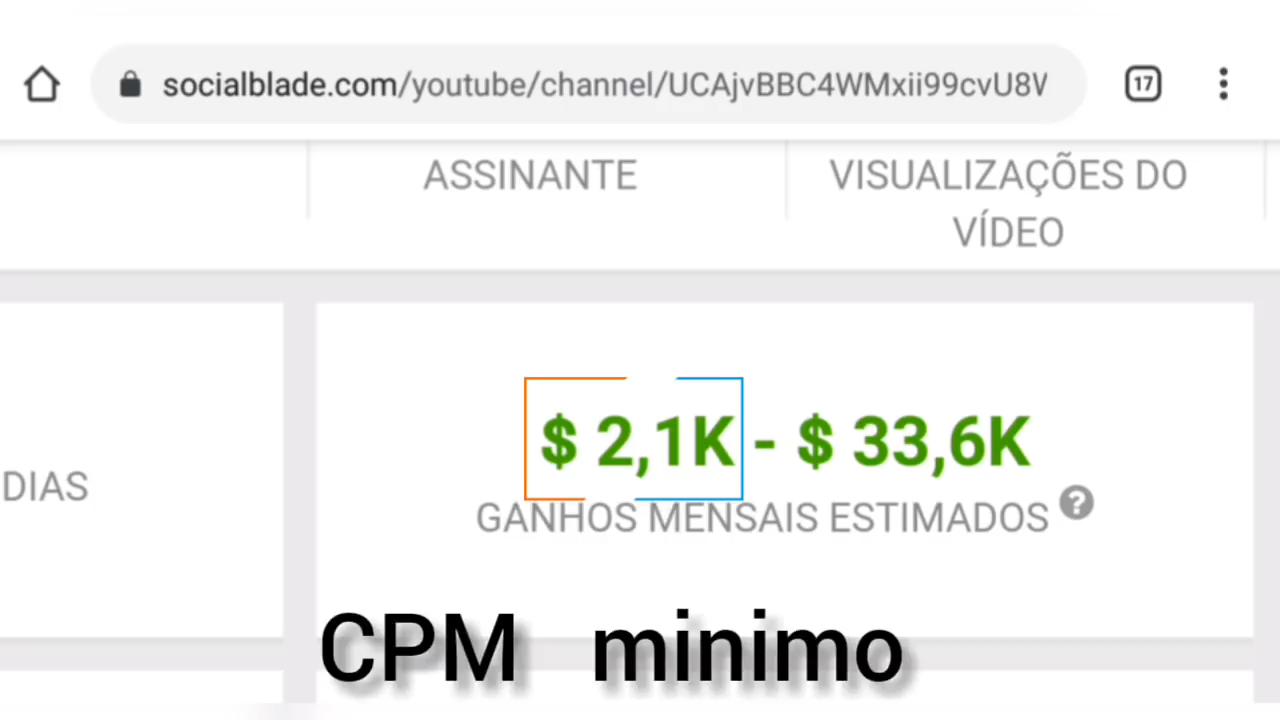 socialblade.com/youtube/channel/UCAjvBBC4WMxii99cvU8V
17
ASSINANTE
VISUALIZAÇÕES DO
VÍDEO
$ 2,1K - $ 33,6K
DIAS
GANHOS MENSAIS ESTIMADOS ?
CPM minimo